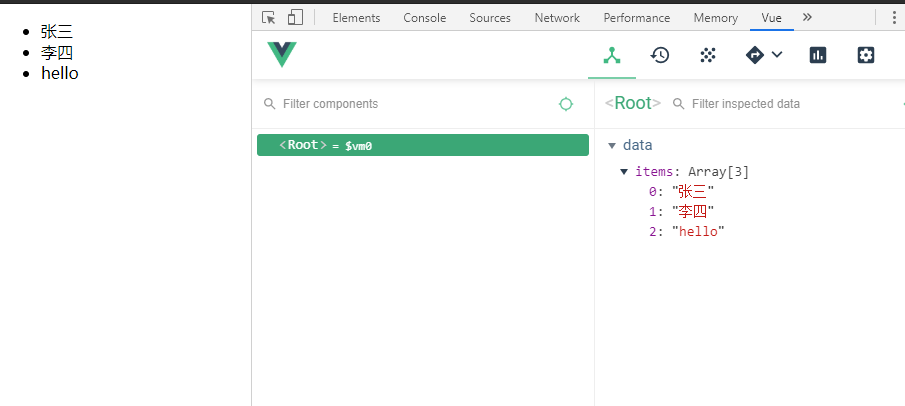 张三
李四
hello
Elements Console Sources Network Performance Memory Vue
Filter components
<Root> = $vm0
<Root> Filter inspected data
data
items: Array[3]
0: "张三"
1: "李四"
2: "hello"